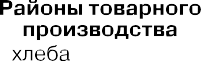 Районы товарного
производства
хлеба